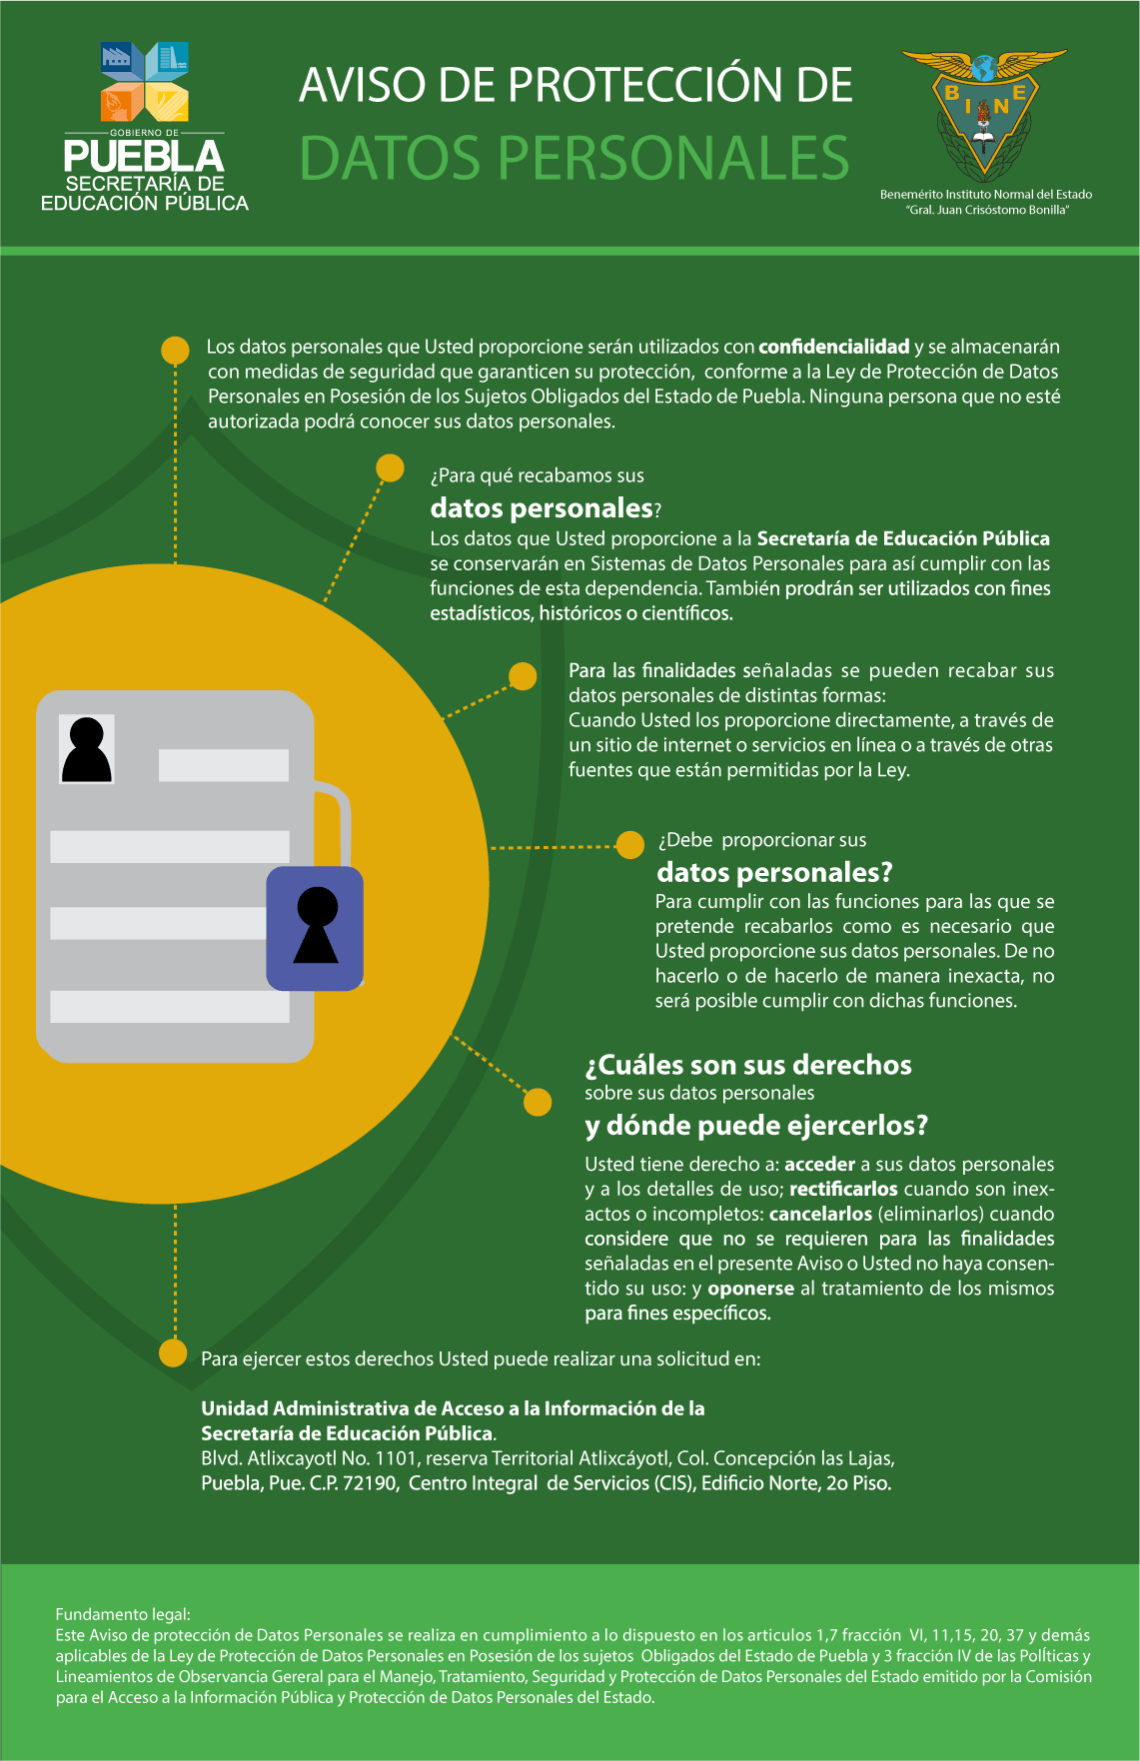 GOBIERNO DE
PUEBLA
SECRETARÍA DE
EDUCACIÓN PÚBLICA
AVISO DE PROTECCIÓN DE
DATOS PERSONALES
B I N E
Benemérito Instituto Normal del Estado
“Gral. Juan Crisóstomo Bonilla”
Los datos personales que Usted proporcione serán utilizados con confidencialidad y se almacenarán
con medidas de seguridad que garanticen su protección, conforme a la Ley de Protección de Datos
Personales en Posesión de los Sujetos Obligados del Estado de Puebla. Ninguna persona que no esté
autorizada podrá conocer sus datos personales.
¿Para qué recabamos sus
datos personales?
Los datos que Usted proporcione a la Secretaría de Educación Pública
se conservarán en Sistemas de Datos Personales para así cumplir con las
funciones de esta dependencia. También prodrán ser utilizados con fines
estadísticos, históricos o científicos.
Para las finalidades señaladas se pueden recabar sus
datos personales de distintas formas:
Cuando Usted los proporcione directamente, a través de
un sitio de internet o servicios en línea o a través de otras
fuentes que están permitidas por la Ley.
¿Debe proporcionar sus
datos personales?
Para cumplir con las funciones para las que se
pretende recabarlos como es necesario que
Usted proporcione sus datos personales. De no
hacerlo o de hacerlo de manera inexacta, no
será posible cumplir con dichas funciones.
¿Cuáles son sus derechos
sobre sus datos personales
y dónde puede ejercerlos?
Usted tiene derecho a: acceder a sus datos personales
y a los detalles de uso; rectificarlos cuando son inex-
actos o incompletos: cancelarlos (eliminarlos) cuando
considere que no se requieren para las finalidades
señaladas en el presente Aviso o Usted no haya consen-
tido su uso: y oponerse al tratamiento de los mismos
para fines específicos.
Para ejercer estos derechos Usted puede realizar una solicitud en:
Unidad Administrativa de Acceso a la Información de la
Secretaría de Educación Pública.
Blvd. Atlixcayotl No. 1101, reserva Territorial Atlixcáyotl, Col. Concepción las Lajas,
Puebla, Pue. C.P. 72190, Centro Integral de Servicios (CIS), Edificio Norte, 2o Piso.
Fundamento legal:
Este Aviso de protección de Datos Personales se realiza en cumplimiento a lo dispuesto en los articulos 1,7 fracción VI, 11,15, 20, 37 y demás
aplicables de la Ley de Protección de Datos Personales en Posesión de los sujetos Obligados del Estado de Puebla y 3 fracción IV de las PolÍticas y
Lineamientos de Observancia Gereral para el Manejo, Tratamiento, Seguridad y Protección de Datos Personales del Estado emitido por la Comisión
para el Acceso a la Información Pública y Protección de Datos Personales del Estado.